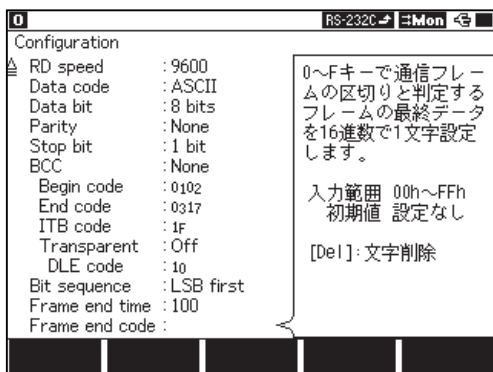 0 RS-232C Mon
Configuration
RD speed :9600
Data code :ASCII
Data bit :8 bits
Parity :None
Stop bit :1 bit
BCC :None
Begin code :0102
End code :0317
ITB code :1F
Transparent :Off
DLE code :10
Bit sequence :LSB first
Frame end time :100
Frame end code :
0～Fキーで通信フレー
ムの区切りと判定する
フレームの最終データ
を16進数で1文字設定
します。
入力範囲 00h～FFh
初期値 設定なし
[Del]:文字削除